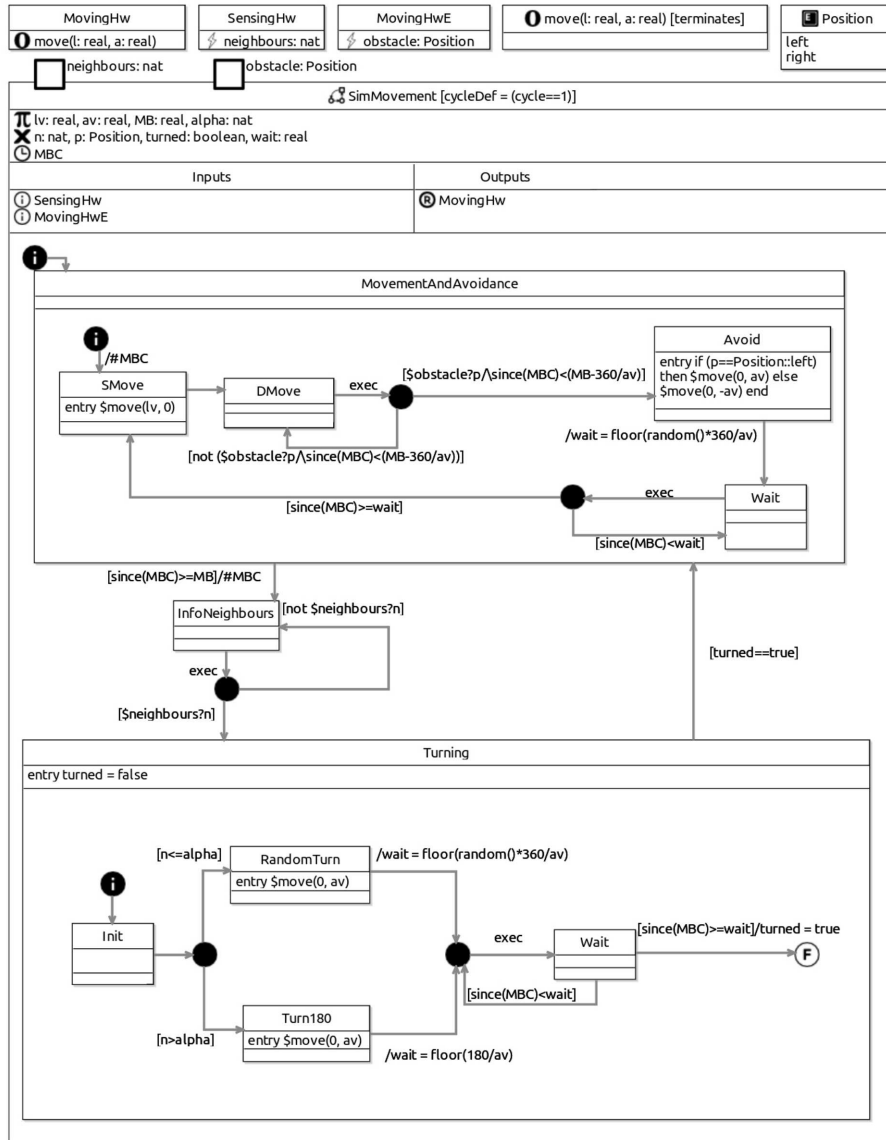 MovingHw
O move(l: real, a: real)
SensingHw
neighbours: nat
MovingHwE
obstacle: Position
O move(l: real, a: real) [terminates]
E Position
left
right
neighbours: nat
obstacle: Position
SimMovement [cycleDef = (cycle==1)]
π lv: real, av: real, MB: real, alpha: nat
X n: nat, p: Position, turned: boolean, wait: real
MBC
Inputs
Outputs
i SensingHw
i MovingHwE
R MovingHw
i
MovementAndAvoidance
i
/#MBC
SMove
entry $move(lv, 0)
DMove
exec
[$obstacle?p/\since(MBC)<(MB-360/av)]
[not ($obstacle?p/\since(MBC)<(MB-360/av))]
Avoid
entry if (p==Position::left)
then $move(0, av) else
$move(0, -av) end
/wait = floor(random()*360/av)
Wait
exec
[since(MBC)>=wait]
[since(MBC)<wait]
[since(MBC)>=MB]/#MBC
InfoNeighbours
[not $neighbours?n]
exec
[$neighbours?n]
[turned==true]
Turning
entry turned = false
i
Init
[n<=alpha]
RandomTurn
entry $move(0, av)
/wait = floor(random()*360/av)
[n>alpha]
Turn180
entry $move(0, av)
/wait = floor(180/av)
exec
Wait
[since(MBC)<wait]
[since(MBC)>=wait]/turned = true
F